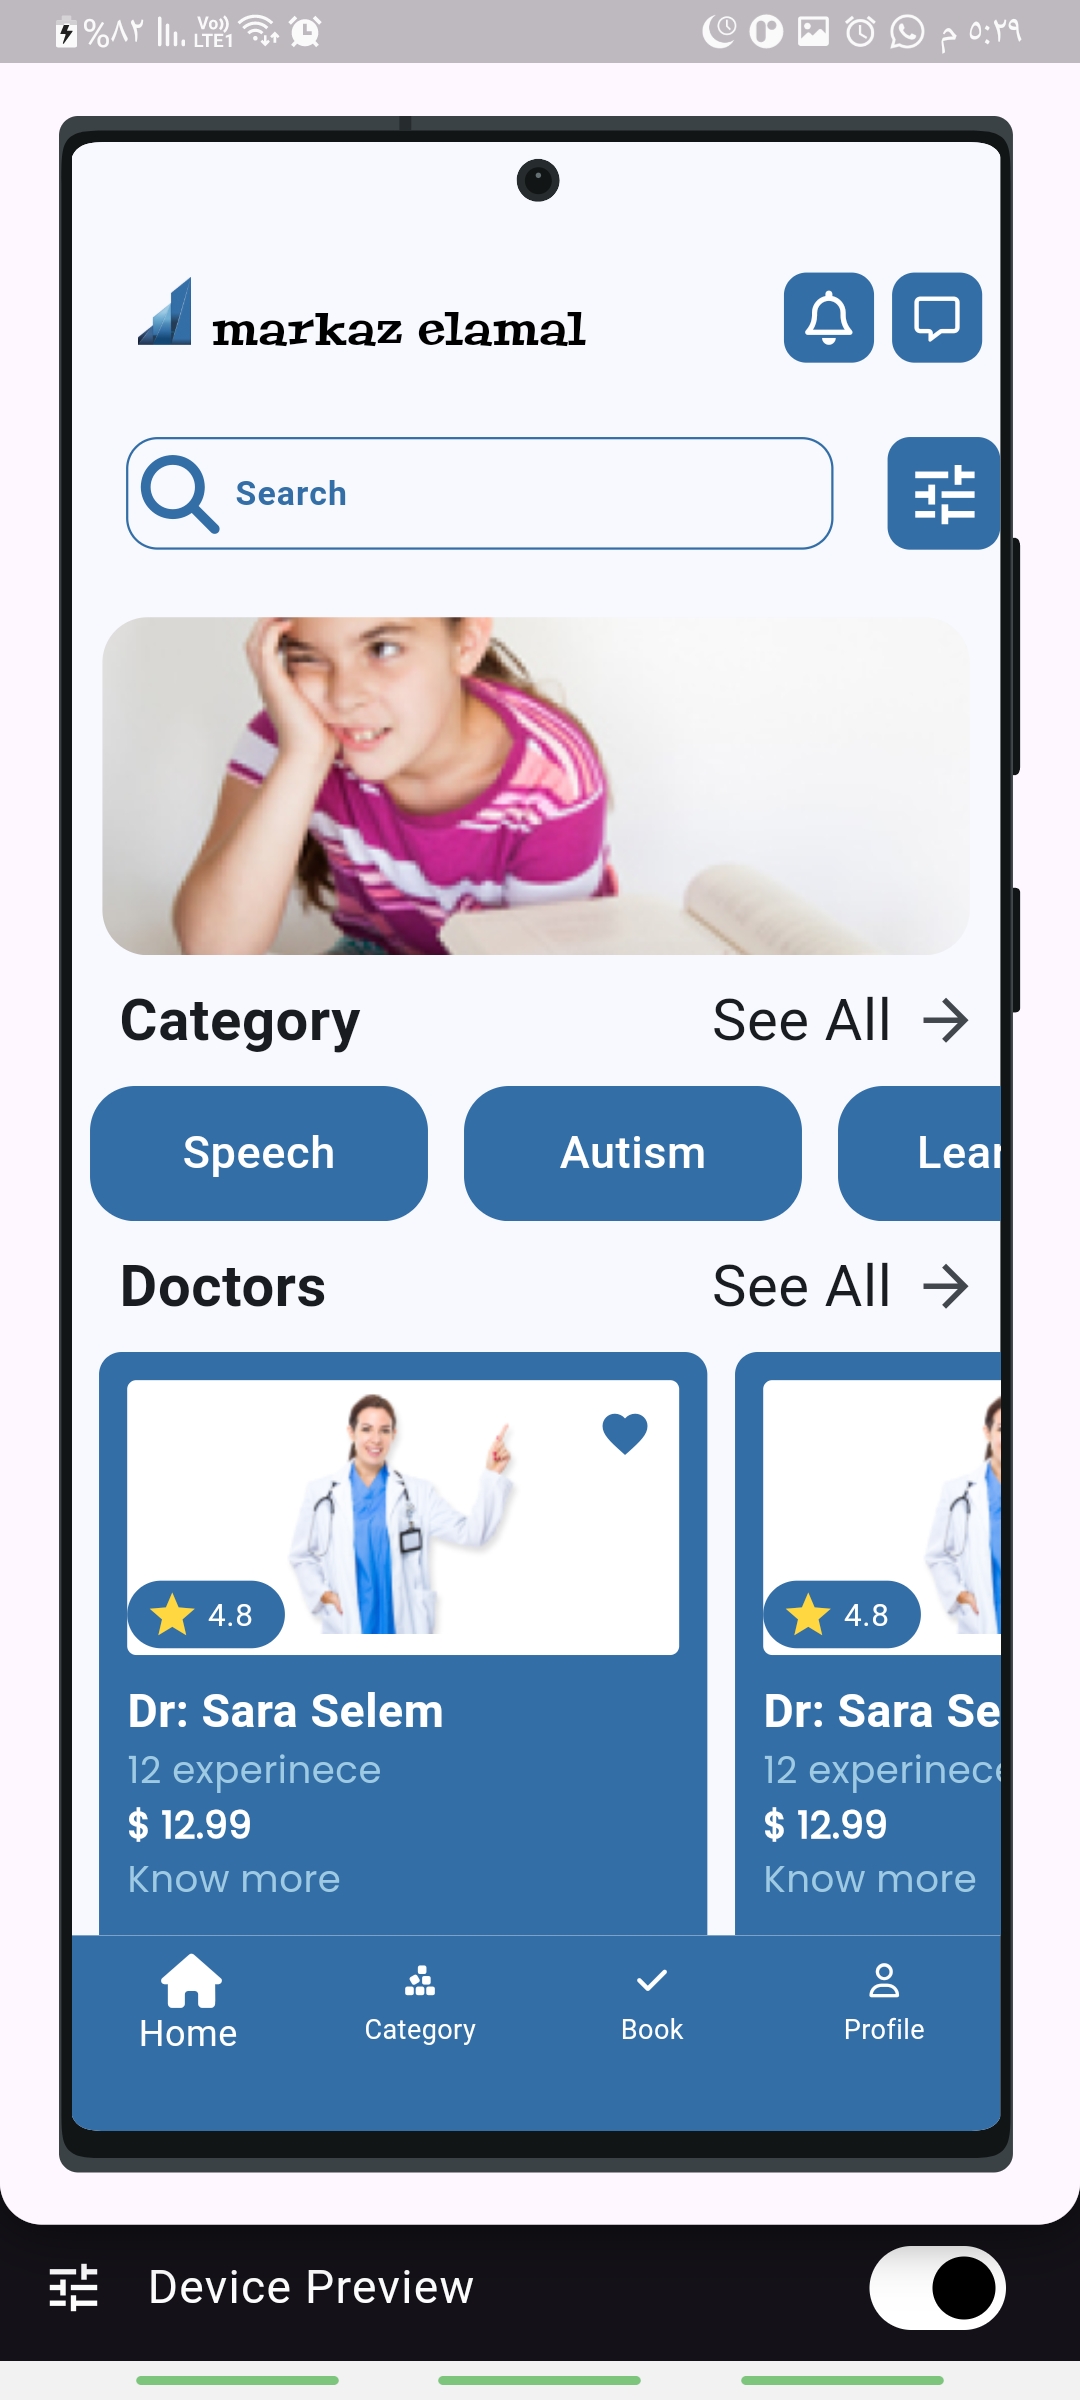 %٨٢ Vo)) LTE1 ٥:٢٩ م
markaz elamal
Search
Category See All
Speech Autism Lear
Doctors See All
4.8 4.8
Dr: Sara Selem Dr: Sara Se
12 experinece 12 experinece
$ 12.99 $ 12.99
Know more Know more
Home Category Book Profile
Device Preview